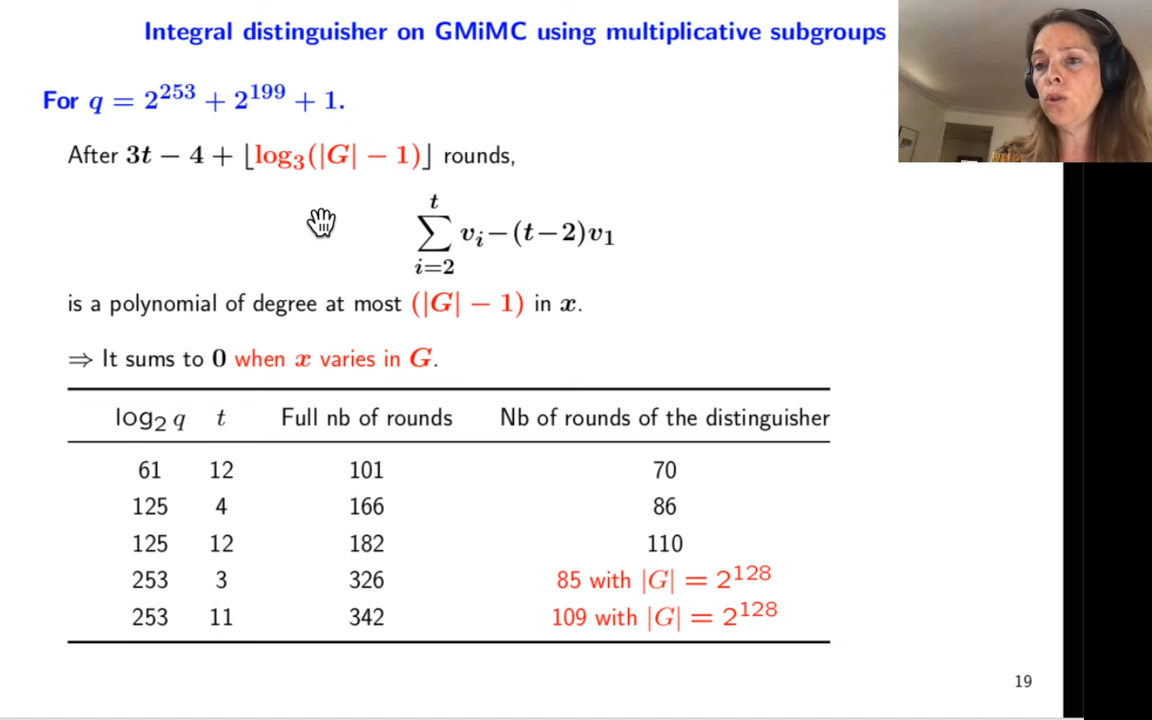 Integral distinguisher on GMiMC using multiplicative subgroups
For q = 2^253 + 2^199 + 1.
After 3t − 4 + ⌊log₃(|G| − 1)⌋ rounds,
∑_{i=2}^{t} v_i − (t−2)v_1
is a polynomial of degree at most (|G| − 1) in x.
⇒ It sums to 0 when x varies in G.
log₂ q t Full nb of rounds Nb of rounds of the distinguisher
61 12 101 70
125 4 166 86
125 12 182 110
253 3 326 85 with |G| = 2^128
253 11 342 109 with |G| = 2^128
19